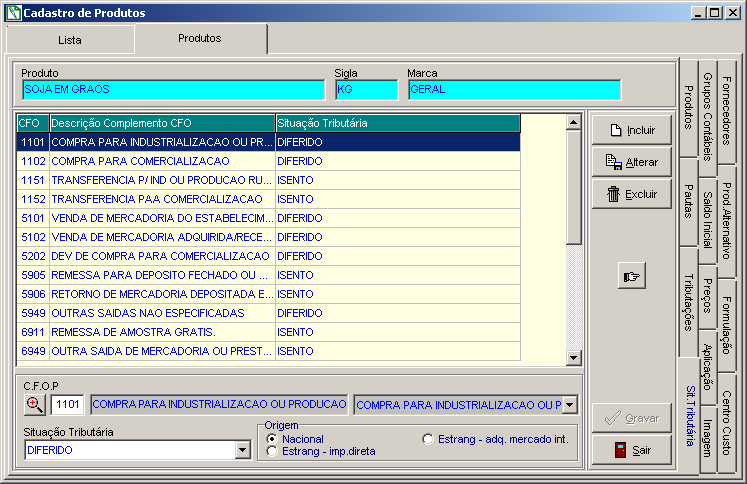 Cadastro de Produtos
Lista
Produtos
Produto
Sigla
Marca
SOJA EM GRAOS
KG
GERAL
CFO Descrição Complemento CFO Situação Tributária
1101 COMPRA PARA INDUSTRIALIZACAO OU PR... DIFERIDO
1102 COMPRA PARA COMERCIALIZACAO DIFERIDO
1151 TRANSFERENCIA P/ IND OU PRODUCAO RU... ISENTO
1152 TRANSFERENCIA PAA COMERCIALIZACAO ISENTO
5101 VENDA DE MERCADORIA DO ESTABELECIM... DIFERIDO
5102 VENDA DE MERCADORIA ADQUIRIDA/RECE... DIFERIDO
5202 DEV DE COMPRA PARA COMERCIALIZACAO DIFERIDO
5905 REMESSA PARA DEPOSITO FECHADO OU ... ISENTO
5906 RETORNO DE MERCADORIA DEPOSITADA E... ISENTO
5949 OUTRAS SAIDAS NAO ESPECIFICADAS DIFERIDO
6911 REMESSA DE AMOSTRA GRATIS. ISENTO
6949 OUTRA SAIDA DE MERCADORIA OU PREST... ISENTO
Incluir
Alterar
Excluir
Gravar
Sair
C.F.O.P
1101 COMPRA PARA INDUSTRIALIZACAO OU PRODUCAO COMPRA PARA INDUSTRIALIZACAO OU P
Situação Tributária
DIFERIDO
Origem
Nacional
Estrang - adq. mercado int.
Estrang - imp.direta
Produtos
Pautas
Tributações
Sit.Tributária
Grupos Contábeis
Saldo Inicial
Preços
Aplicação
Imagem
Fornecedores
Prod.Alternativo
Formulação
Centro Custo